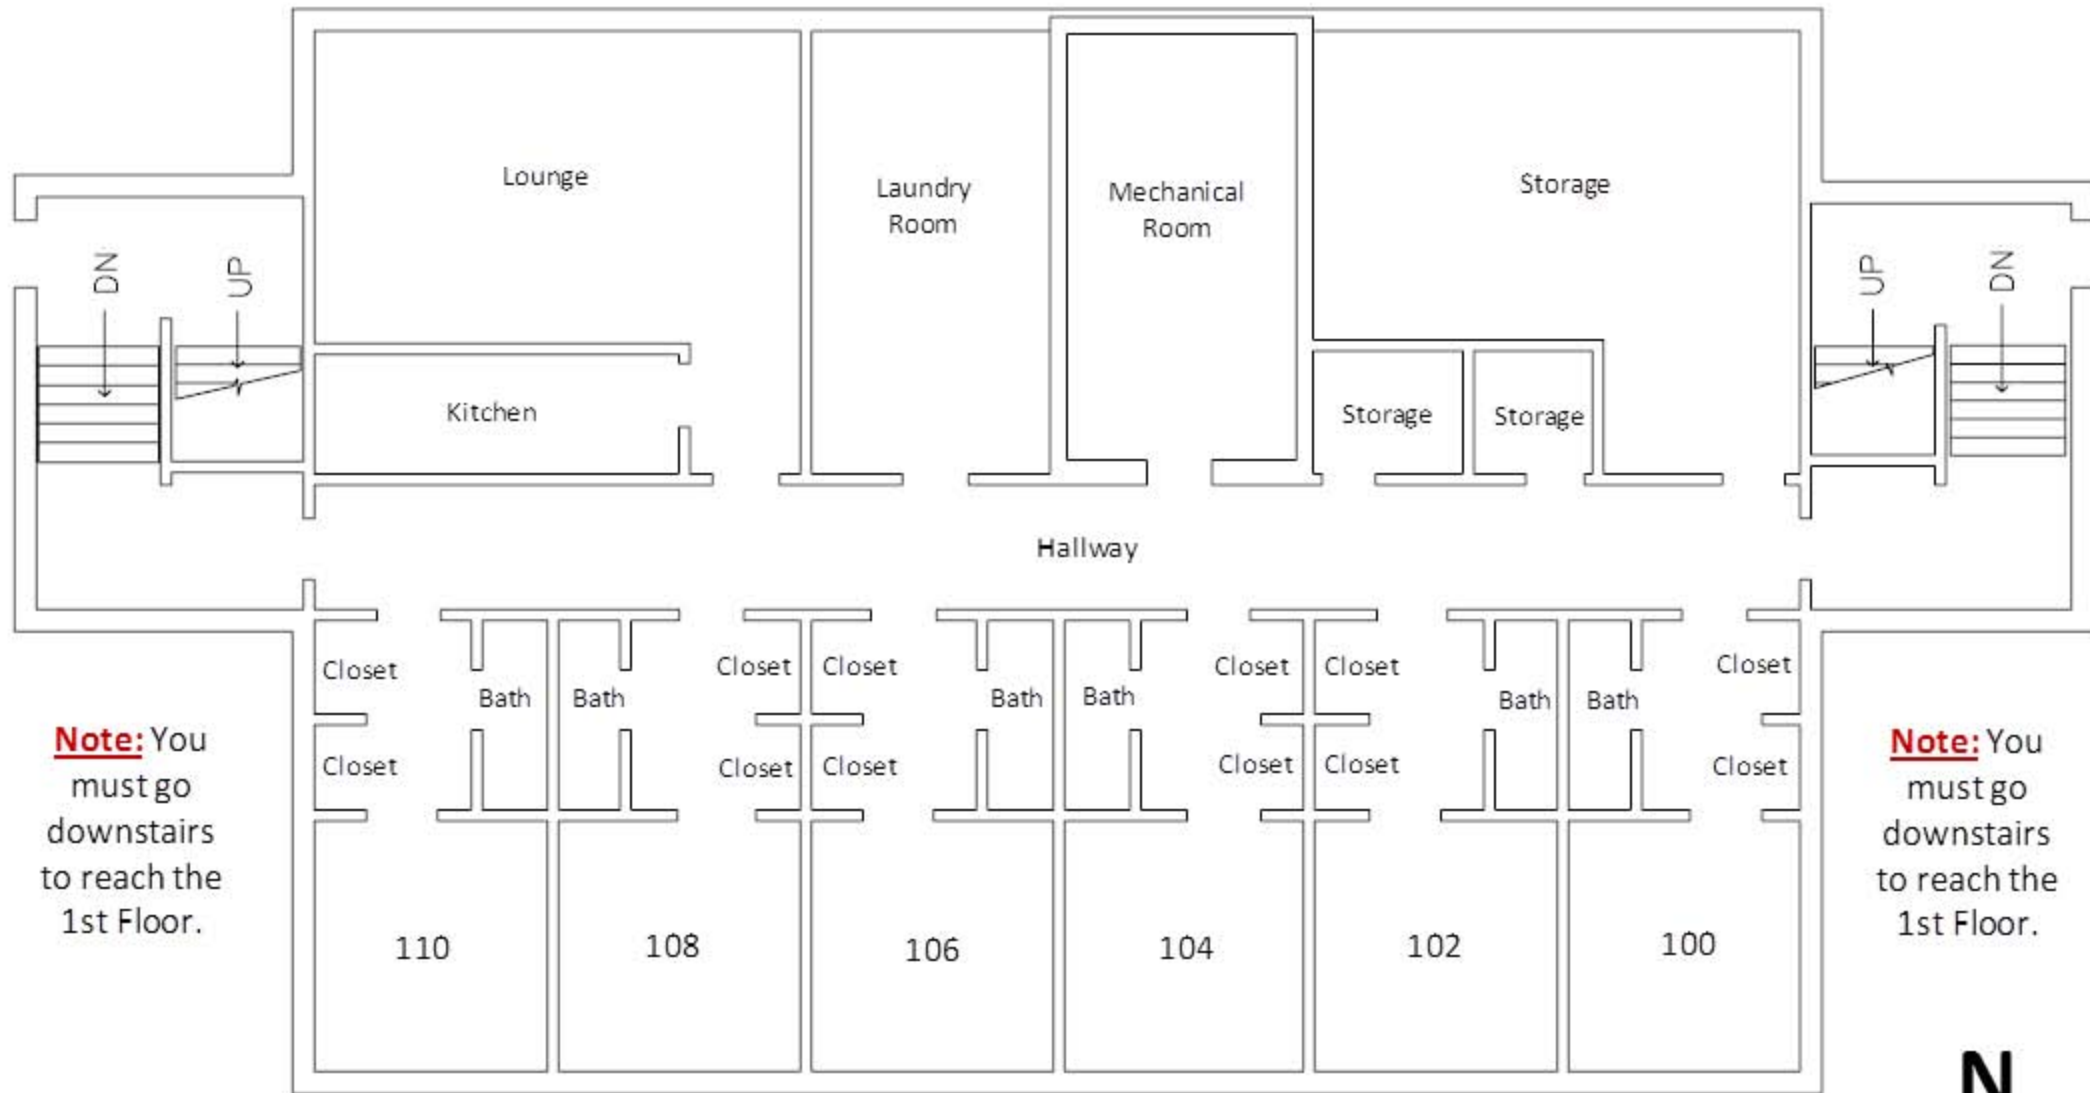 Lounge
Laundry
Room
Mechanical
Room
Storage
DN
UP
UP
DN
Kitchen
Storage
Storage
Hallway
Closet
Bath
Bath
Closet
Closet
Bath
Bath
Closet
Closet
Bath
Bath
Closet
Closet
Closet
Closet
Closet
Closet
Closet
Note: You
must go
downstairs
to reach the
1st Floor.
Note: You
must go
downstairs
to reach the
1st Floor.
110
108
106
104
102
100
N